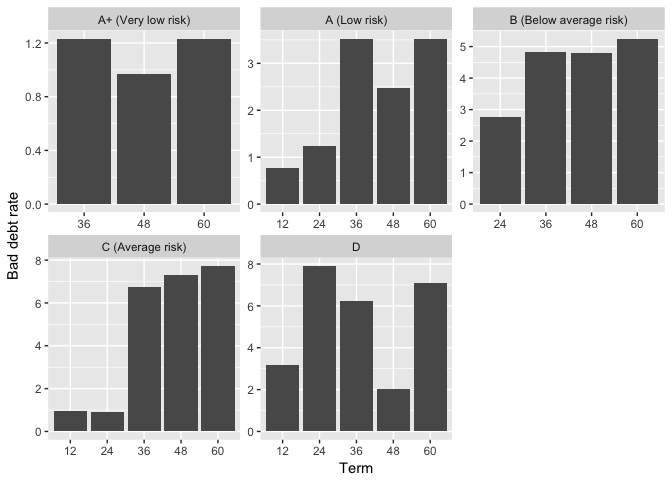 A+ (Very low risk)
A (Low risk)
B (Below average risk)
1.2
0.8
0.4
0.0
3
2
1
0
5
4
3
2
1
0
36 48 60
12 24 36 48 60
24 36 48 60
Bad debt rate
C (Average risk)
D
8
6
4
2
0
8
6
4
2
0
12 24 36 48 60
12 24 36 48 60
Term